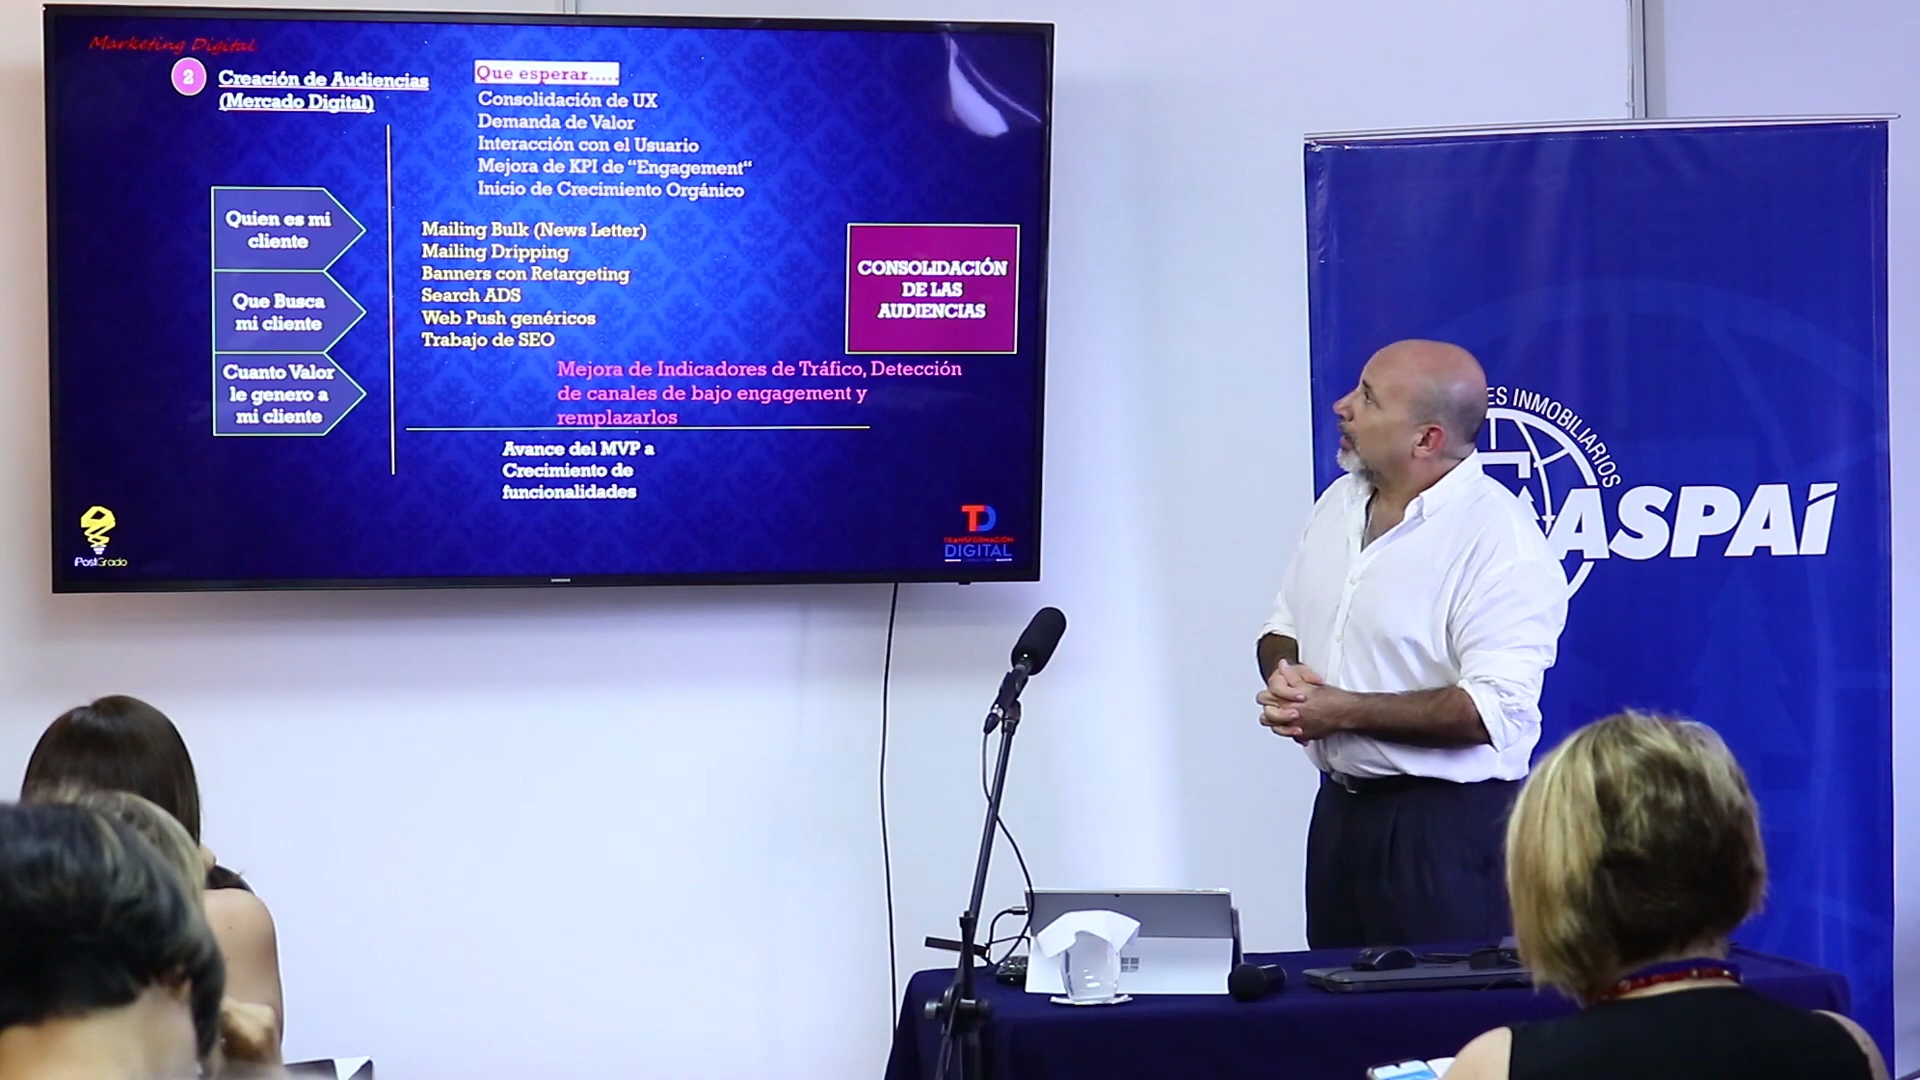 Marketing Digital
2
Creación de Audiencias
(Mercado Digital)
Que esperar.....
Consolidación de UX
Demanda de Valor
Interacción con el Usuario
Mejora de KPI de “Engagement“
Inicio de Crecimiento Orgánico
Quien es mi
cliente
Que Busca
mi cliente
Cuanto Valor
le genero a
mi cliente
Mailing Bulk (News Letter)
Mailing Dripping
Banners con Retargeting
Search ADS
Web Push genéricos
Trabajo de SEO
CONSOLIDACIÓN
DE LAS
AUDIENCIAS
Mejora de Indicadores de Tráfico, Detección
de canales de bajo engagement y
remplazarlos
Avance del MVP a
Crecimiento de
funcionalidades
iPostGrado
TD
TRANSFORMACIÓN
DIGITAL
SAMSUNG
ES INMOBILIARIOS
ASPAÍ